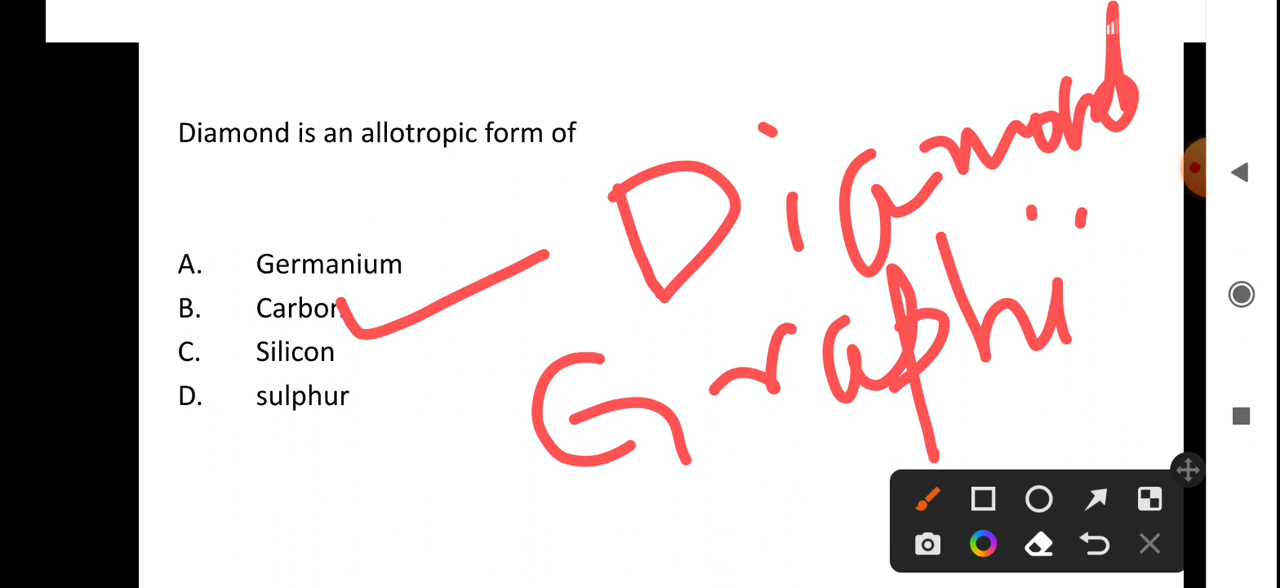 Diamond is an allotropic form of
A. Germanium
B. Carbon
C. Silicon
D. sulphur
Diamond
Graphi